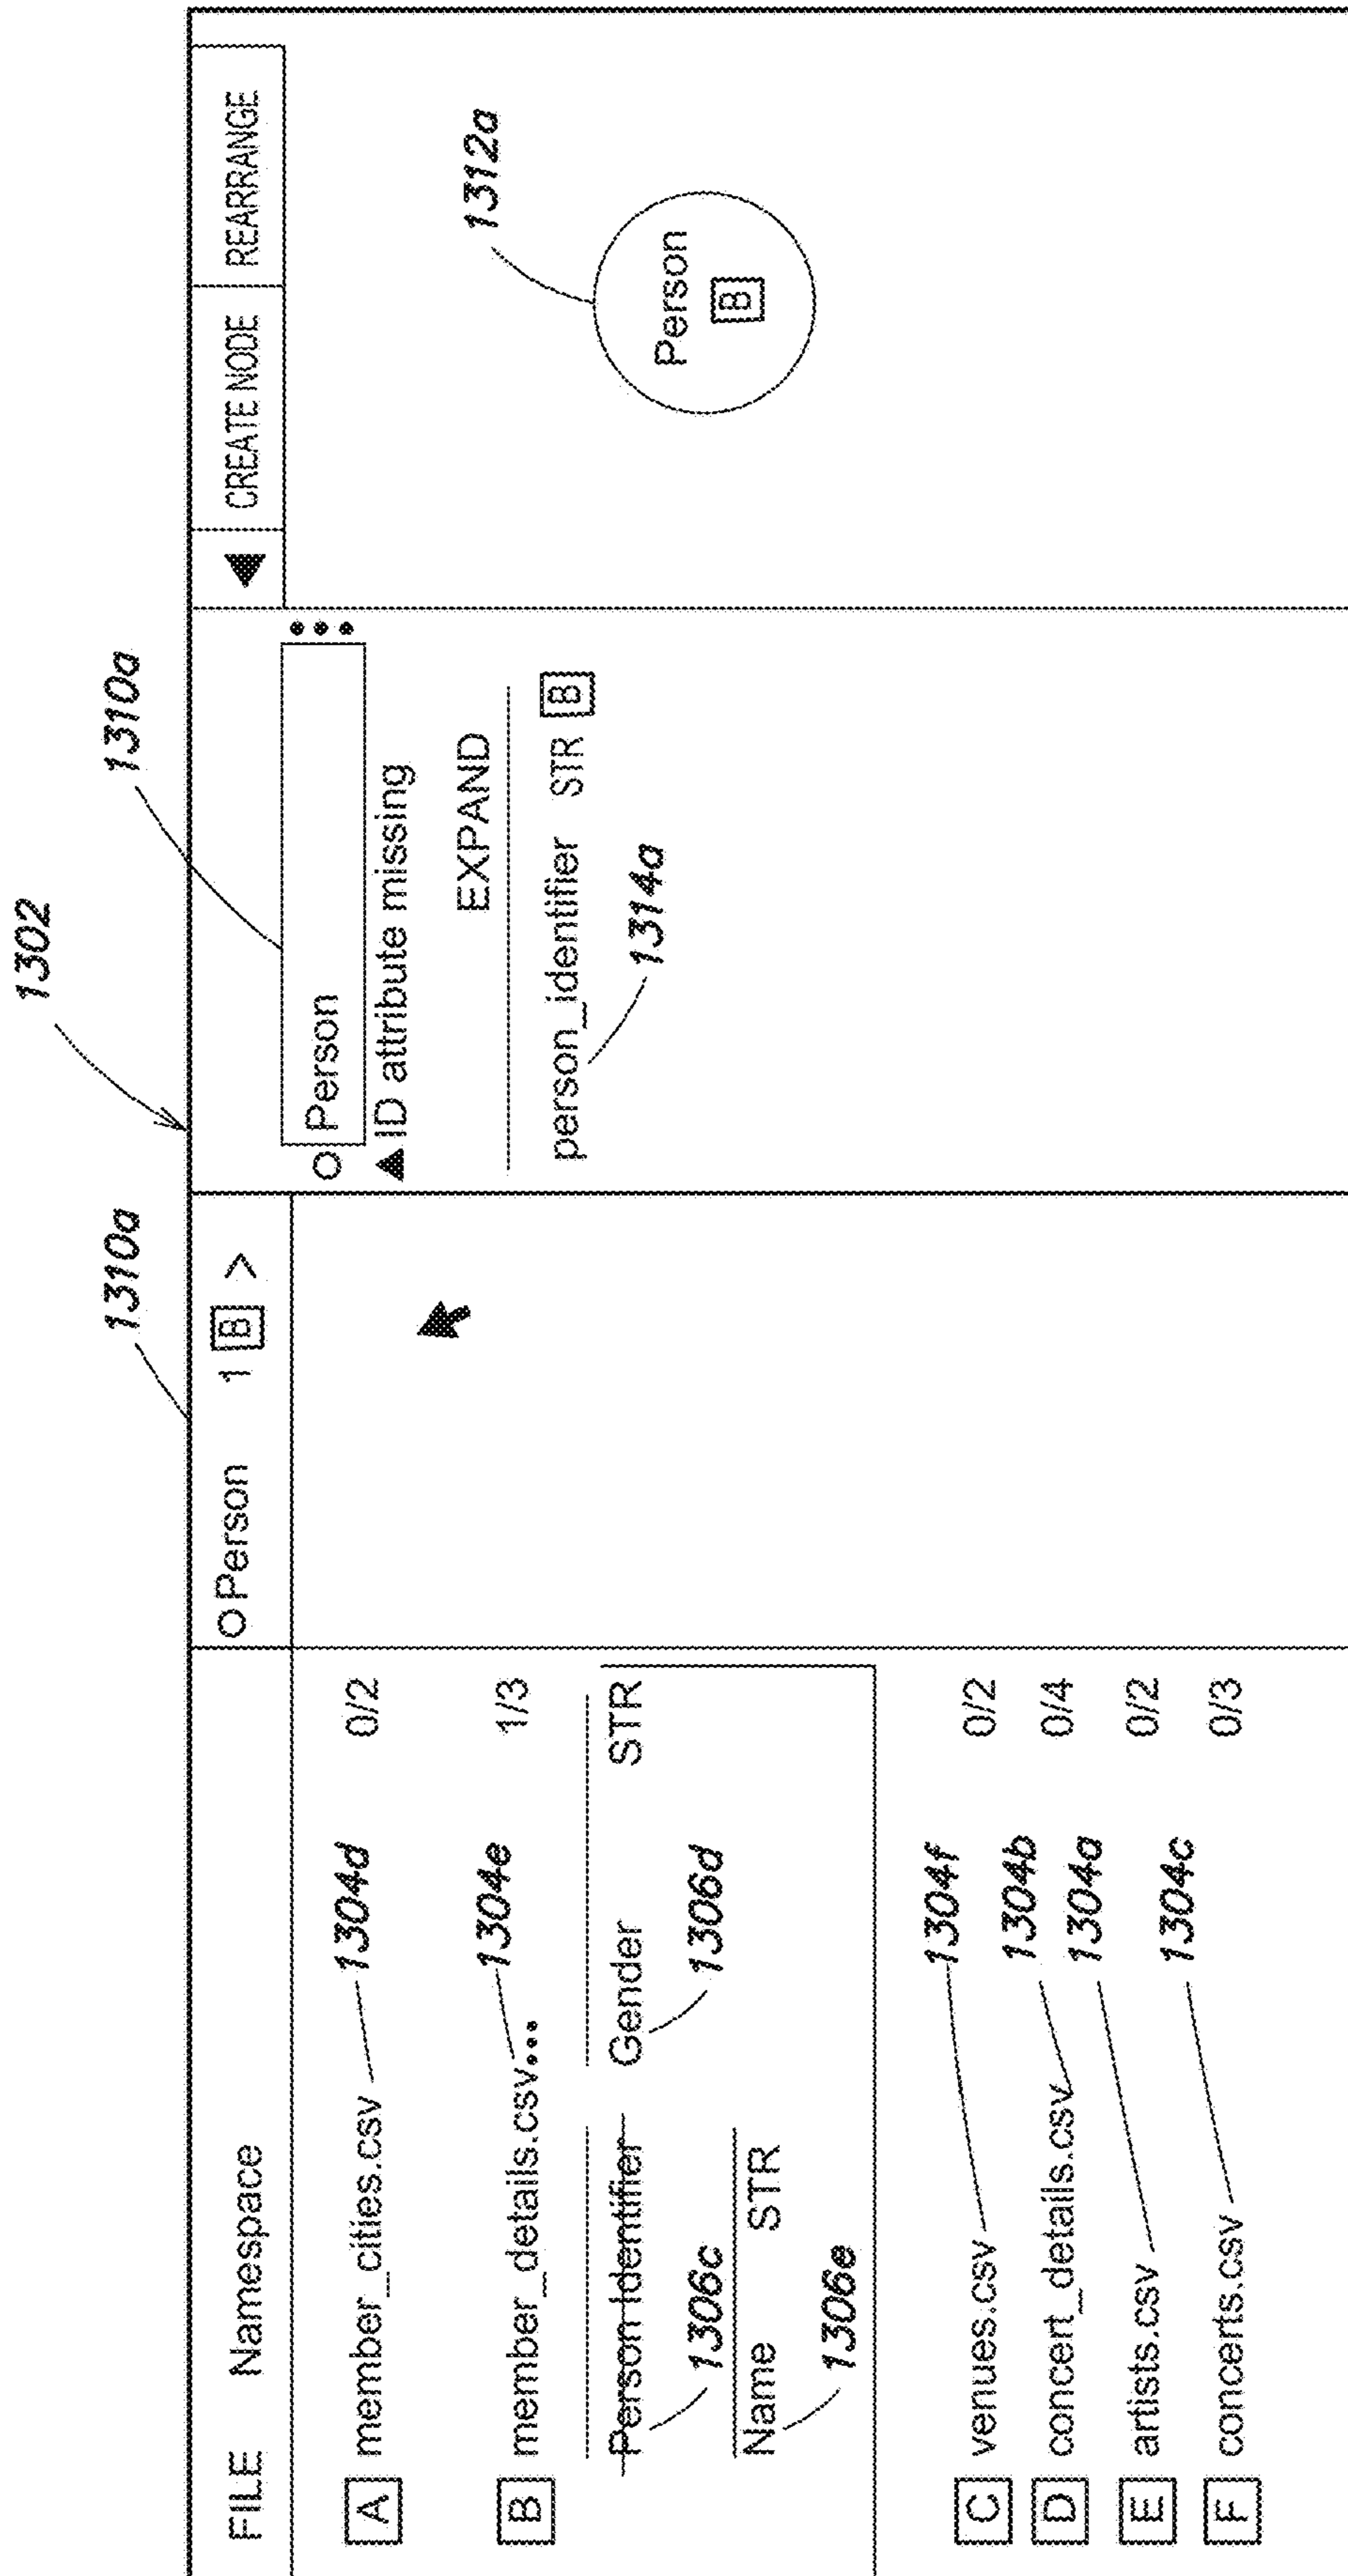 1302
1310a
1310a
FILE Namespace
O Person 1 B >
CREATE NODE
REARRANGE
A member_cities.csv 1304d 0/2
B member_details.csv... 1304e 1/3
Person Identifier
Gender STR
1306c
1306d
Name STR
1306e
C venues.csv 1304f 0/2
D concert_details.csv 1304b 0/4
E artists.csv 1304a 0/2
F concerts.csv 1304c 0/3
O Person
ID attribute missing
EXPAND
person_identifier STR B
1314a
1312a
Person
B